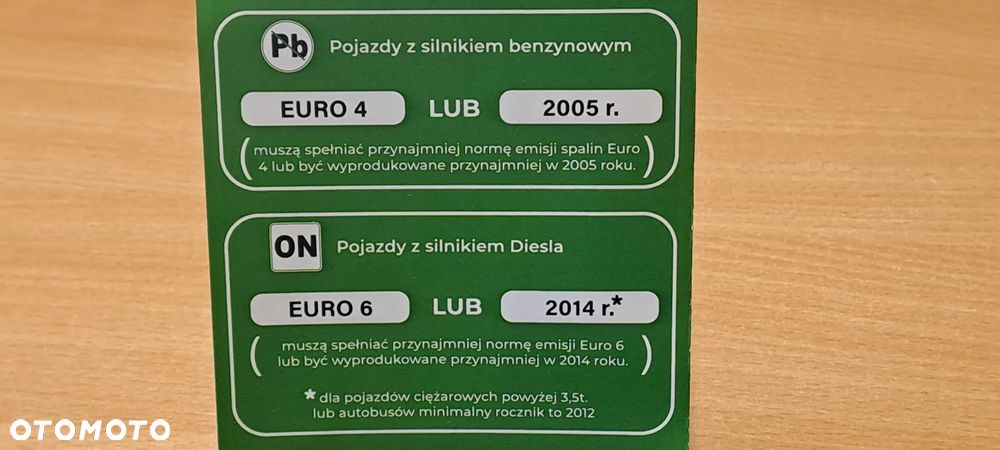 Pb Pojazdy z silnikiem benzynowym
EURO 4 LUB 2005 r.
(muszą spełniać przynajmniej normę emisji spalin Euro
4 lub być wyprodukowane przynajmniej w 2005 roku.)
ON Pojazdy z silnikiem Diesla
EURO 6 LUB 2014 r.*
(muszą spełniać przynajmniej normę emisji Euro 6
lub być wyprodukowane przynajmniej w 2014 roku.)
* dla pojazdów ciężarowych powyżej 3,5t.
lub autobusów minimalny rocznik to 2012
OTOMOTO